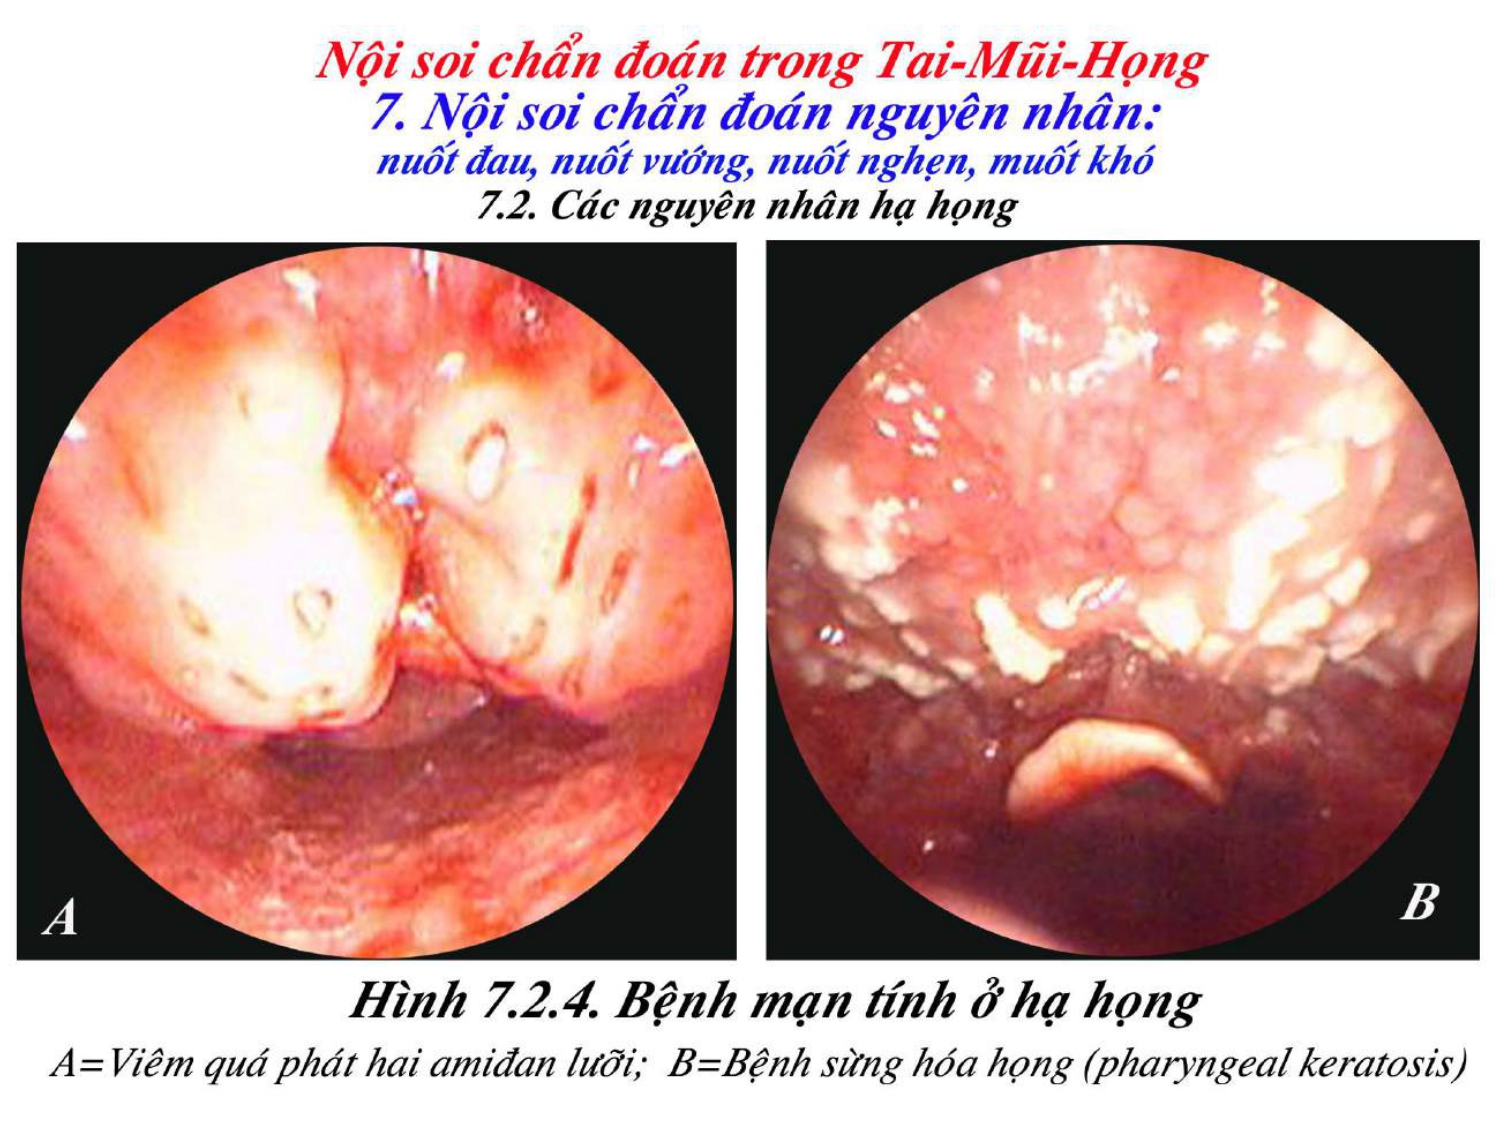 Nội soi chẩn đoán trong Tai-Mũi-Họng
7. Nội soi chẩn đoán nguyên nhân:
nuốt đau, nuốt vướng, nuốt nghẹn, muốt khó
7.2. Các nguyên nhân hạ họng
A
B
Hình 7.2.4. Bệnh mạn tính ở hạ họng
A=Viêm quá phát hai amiđan lưỡi; B=Bệnh sừng hóa họng (pharyngeal keratosis)